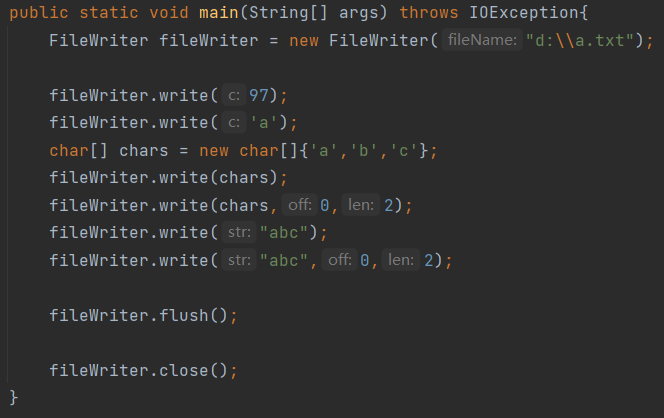 public static void main(String[] args) throws IOException{
FileWriter fileWriter = new FileWriter( fileName: "d:\\a.txt");
fileWriter.write( c: 97);
fileWriter.write( c: 'a');
char[] chars = new char[]{'a','b','c'};
fileWriter.write(chars);
fileWriter.write(chars, off: 0, len: 2);
fileWriter.write( str: "abc");
fileWriter.write( str: "abc", off: 0, len: 2);
fileWriter.flush();
fileWriter.close();
}